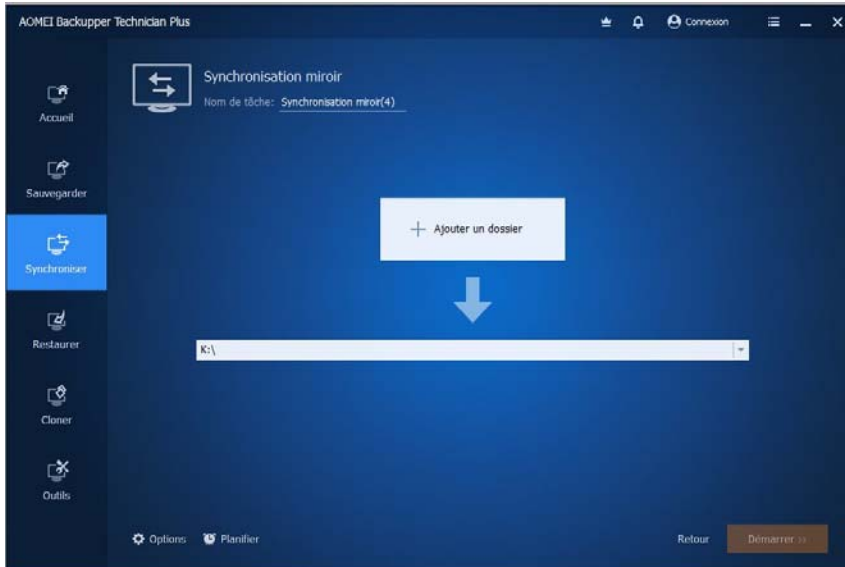 AOMEI Backupper Technician Plus
Connexion
Synchronisation miroir
Nom de tâche: Synchronisation miroir(4)
Accueil
Sauvegarder
Synchroniser
Restaurer
Cloner
Outils
Ajouter un dossier
K:\
Options
Planifier
Retour
Démarrer >>